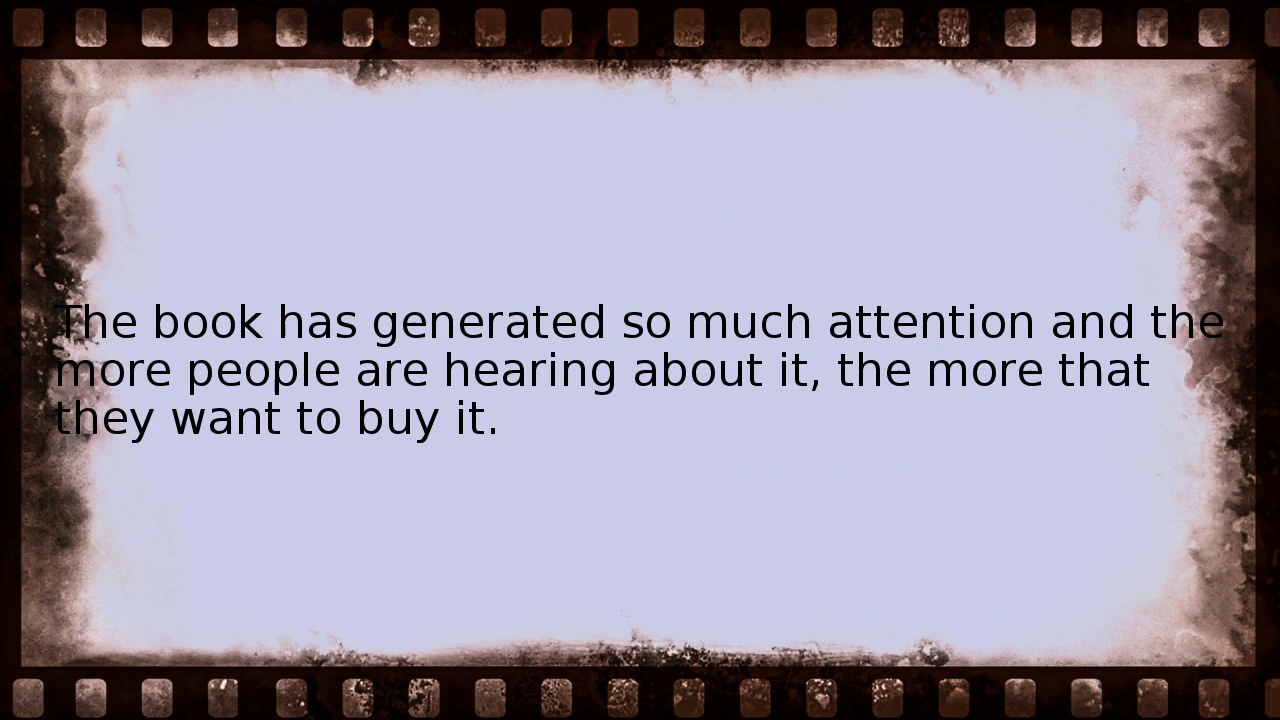 The book has generated so much attention and the
more people are hearing about it, the more that
they want to buy it.